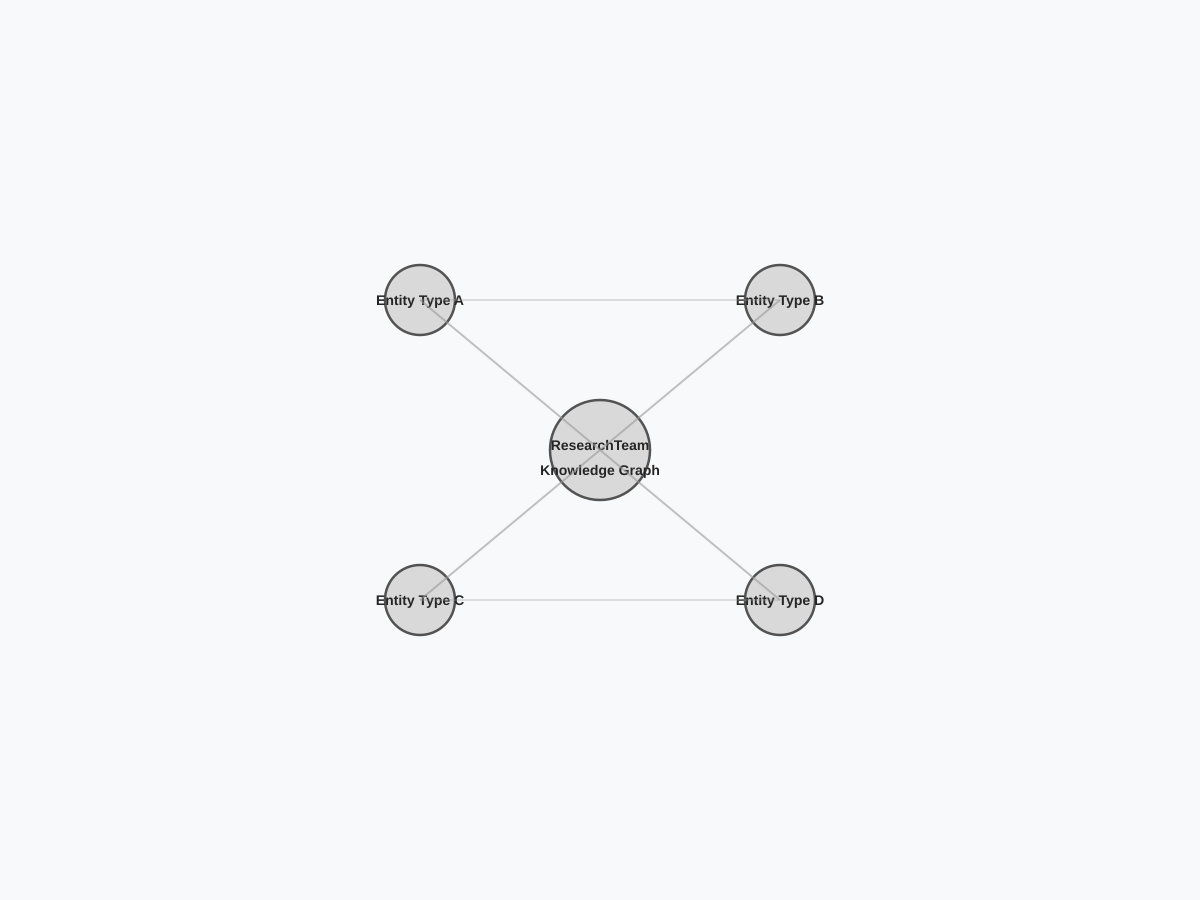 Entity Type A
Entity Type B
ResearchTeam
Knowledge Graph
Entity Type C
Entity Type D